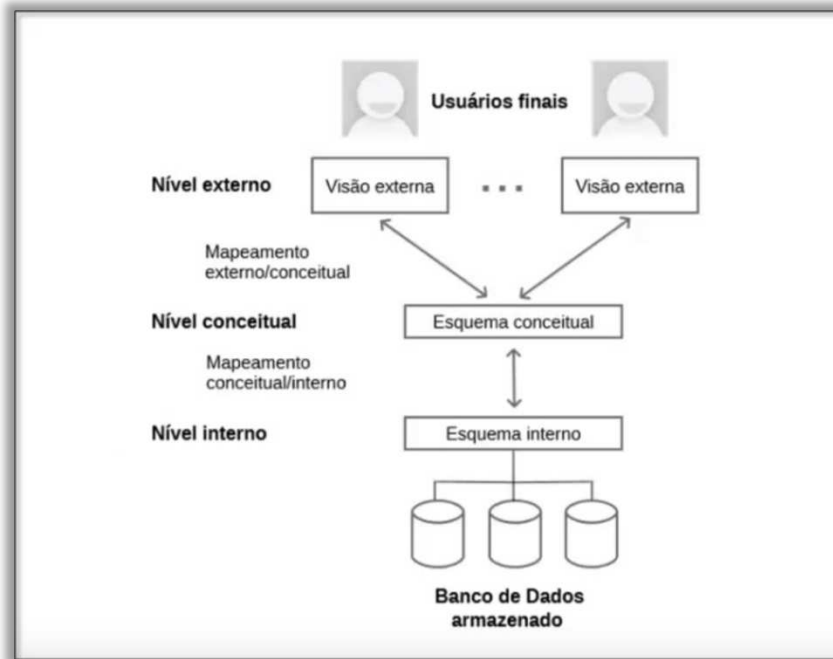 Usuários finais
Nível externo
Visão externa
Visão externa
Mapeamento
externo/conceitual
Nível conceitual
Esquema conceitual
Mapeamento
conceitual/interno
Nível interno
Esquema interno
Banco de Dados
armazenado